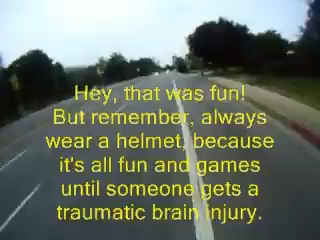 Hey, that was fun!
But remember, always
wear a helmet, because
it's all fun and games
until someone gets a
traumatic brain injury.